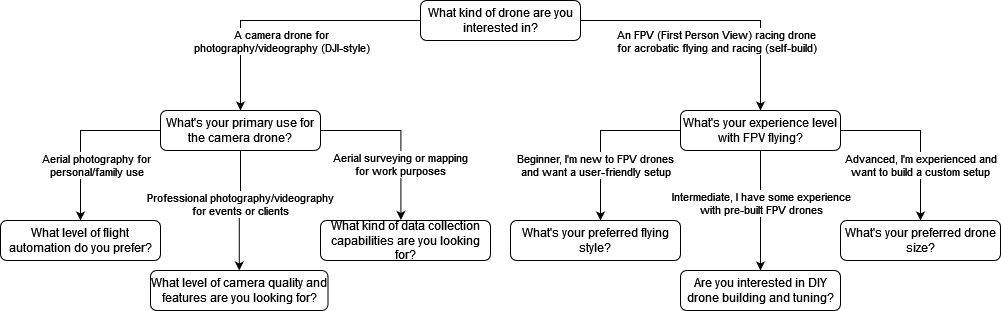 What kind of drone are you
interested in?
A camera drone for
photography/videography (DJI-style)
An FPV (First Person View) racing drone
for acrobatic flying and racing (self-build)
What's your primary use for
the camera drone?
What's your experience level
with FPV flying?
Aerial photography for
personal/family use
Aerial surveying or mapping
for work purposes
Professional photography/videography
for events or clients
Beginner, I'm new to FPV drones
and want a user-friendly setup
Advanced, I'm experienced and
want to build a custom setup
Intermediate, I have some experience
with pre-built FPV drones
What level of flight
automation do you prefer?
What kind of data collection
capabilities are you looking
for?
What's your preferred flying
style?
What's your preferred drone
size?
What level of camera quality and
features are you looking for?
Are you interested in DIY
drone building and tuning?